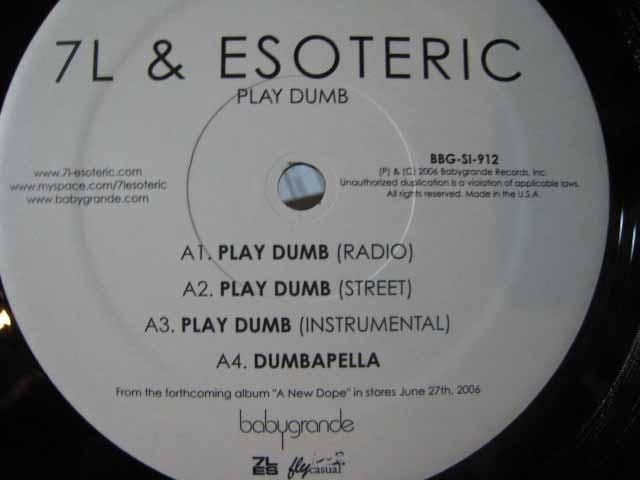 7L & ESOTERIC
PLAY DUMB
www.7l-esoteric.com
www.myspace.com/7lesoteric
www.babygrande.com
BBG-SI-912
(P) & (C) 2006 Babygrande Records, Inc.
Unauthorized duplication is a violation of applicable laws.
All rights reserved. Made in the U.S.A.
A1. PLAY DUMB (RADIO)
A2. PLAY DUMB (STREET)
A3. PLAY DUMB (INSTRUMENTAL)
A4. DUMBAPELLA
From the forthcoming album "A New Dope" in stores June 27th, 2006
babygrande
7L
ES
fly casual